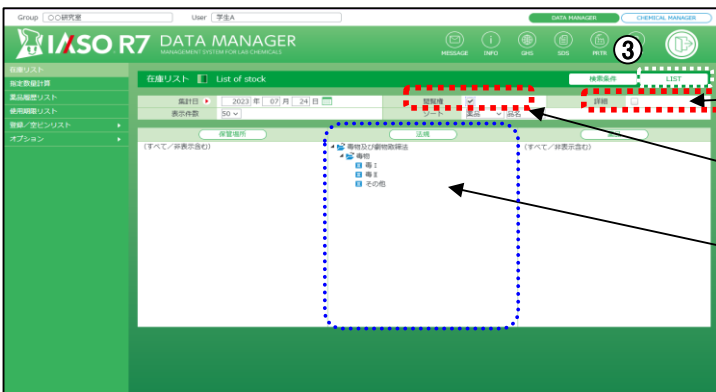 Group ○○研究室 User 学生A DATA MANAGER CHEMICAL MANAGER
IASO R7 DATA MANAGER
MANAGEMENT SYSTEM FOR LAB CHEMICALS
MESSAGE INFO GHS SDS PRTR ③
在庫リスト
指定数量計算
薬品履歴リスト
使用期限リスト
登録/空ビンリスト
オプション
在庫リスト List of stock 検索条件 LIST
集計日 2023 年 07 月 24 日 閲覧権 詳細
表示件数 50 ソート 薬品 品名
保管場所 法規
(すべて/非表示含む) 毒物及び劇物取締法 (すべて/非表示含む)
毒物
毒Ⅰ
毒Ⅱ
その他